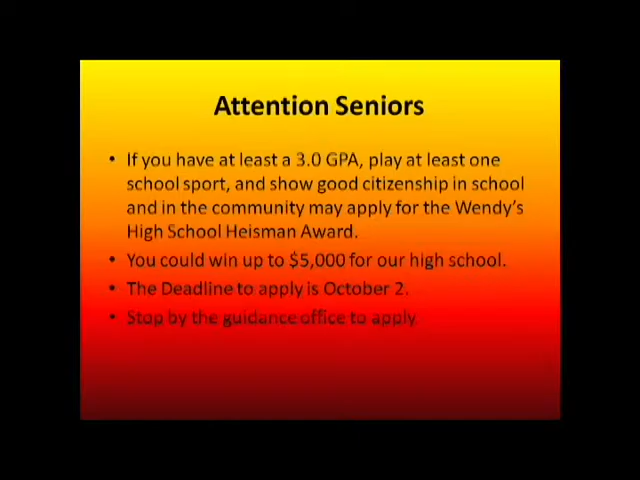 Attention Seniors
• If you have at least a 3.0 GPA, play at least one
school sport, and show good citizenship in school
and in the community may apply for the Wendy's
High School Heisman Award.
• You could win up to $5,000 for our high school.
• The Deadline to apply is October 2.
• Stop by the guidance office to apply.